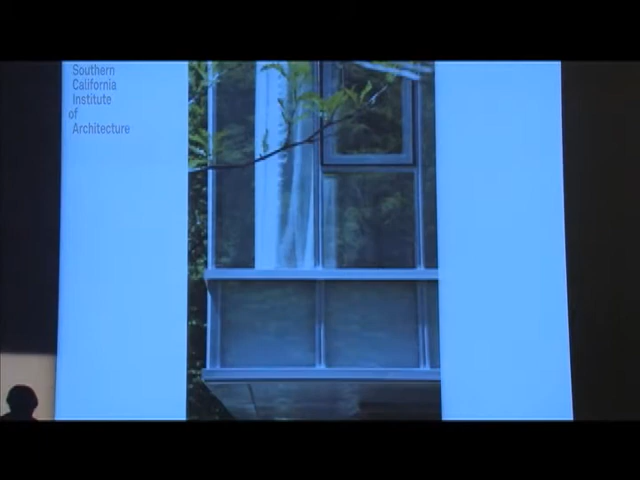 Southern
California
Institute
of
Architecture